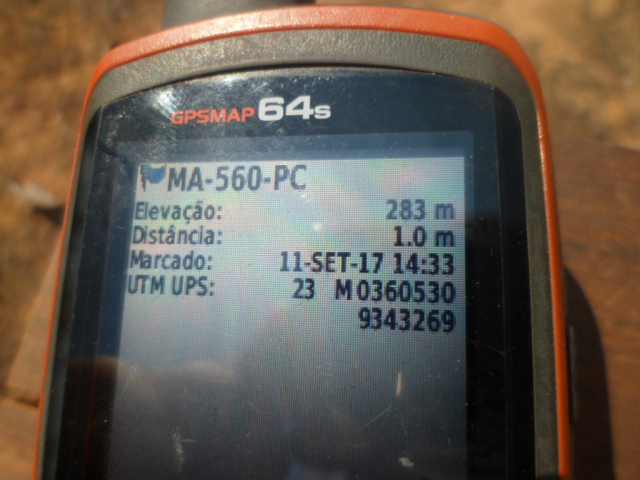 GPSMAP 64s
MA-560-PC
Elevação: 283 m
Distância: 1.0 m
Marcado: 11-SET-17 14:33
UTM UPS: 23 M 0360530
9343269